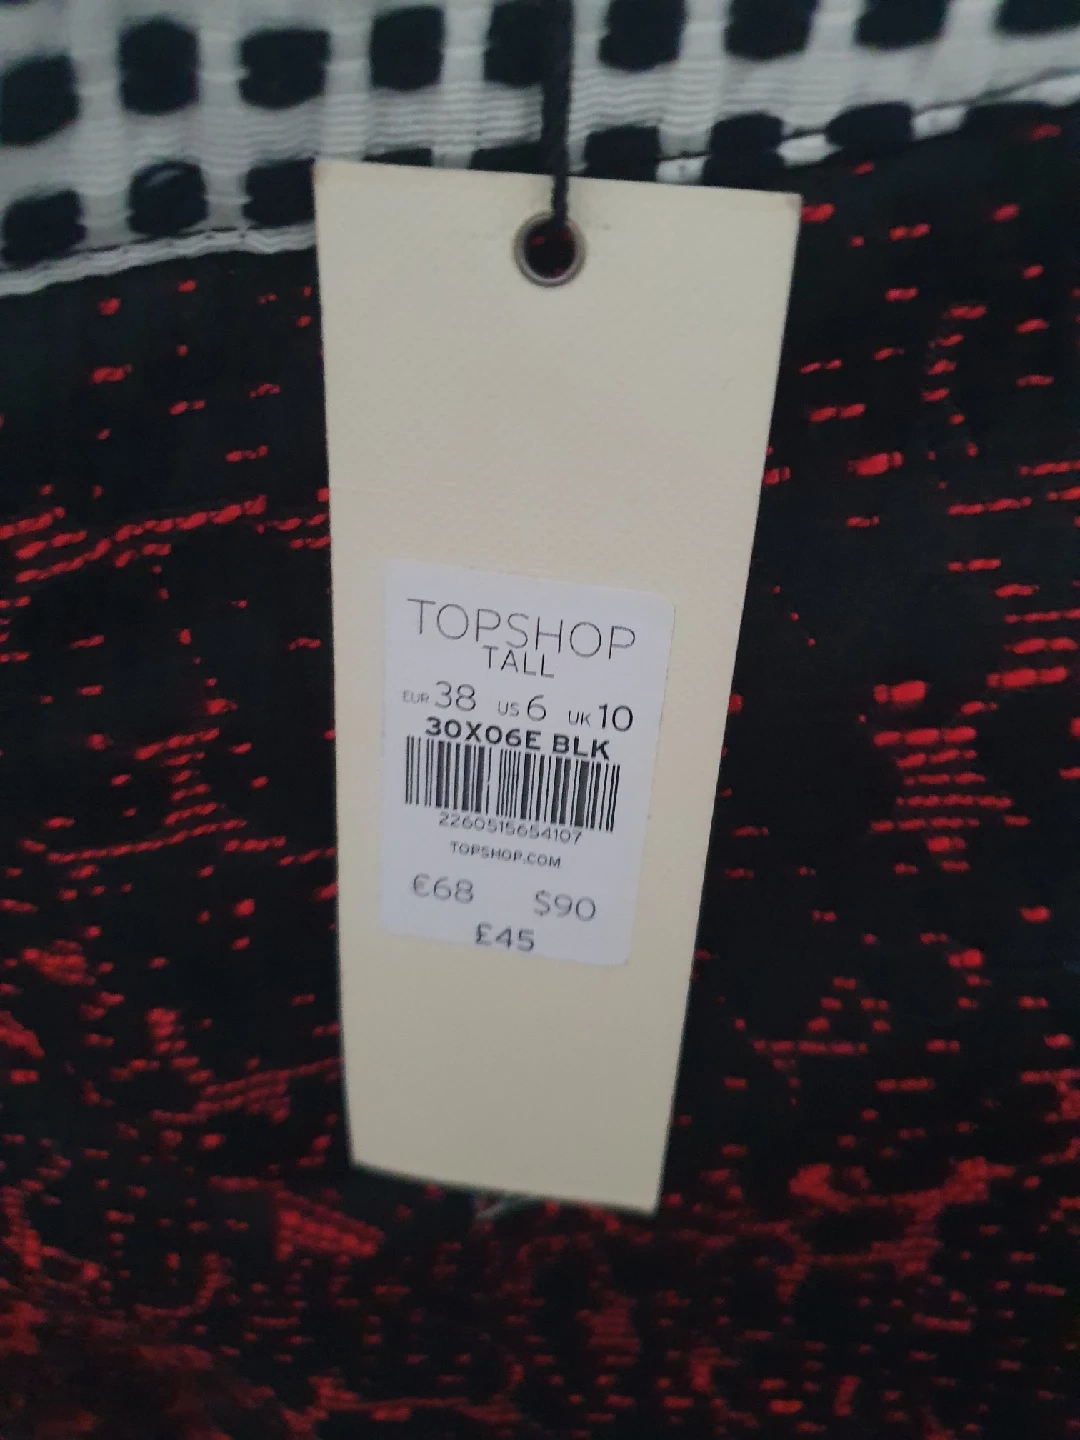 TOPSHOP
TALL
EUR 38 US 6 UK 10
30X06E BLK
2260515654107
TOPSHOP.COM
€68 $90
£45